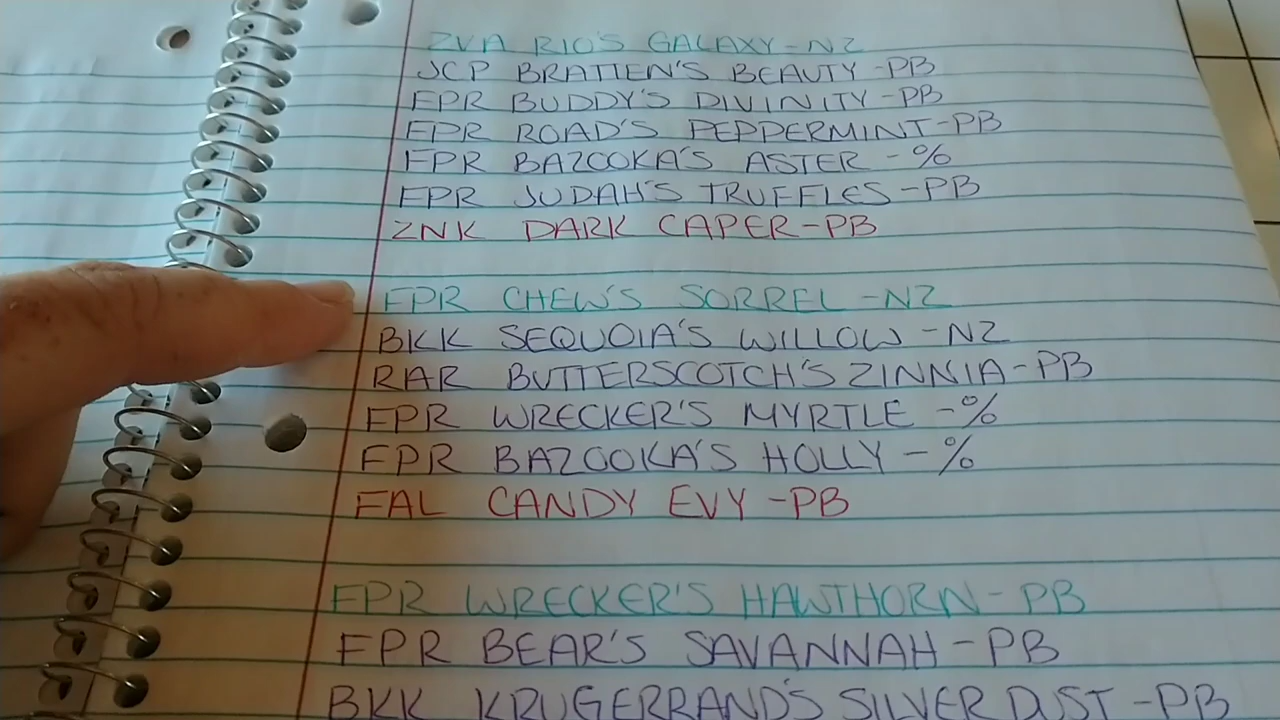 ZVA RIO'S GALAXY-NZ
JCP BRATTEN'S BEAUTY-PB
FPR BUDDY'S DIVINITY-PB
FPR ROAD'S PEPPERMINT-PB
FPR BAZOOKA'S ASTER -%
FPR JUDAH'S TRUFFLES-PB
ZNK DARK CAPER-PB
FPR CHEW'S SORREL-NZ
BKK SEQUOIA'S WILLOW-NZ
RAR BUTTERSCOTCH'S ZINNIA-PB
FPR WRECKER'S MYRTLE -%
FPR BAZOOKA'S HOLLY -%
FAL CANDY EVY-PB
FPR WRECKER'S HAWTHORN-PB
FPR BEAR'S SAVANNAH-PB
BKK KRUGERRAND'S SILVER DUST-PB